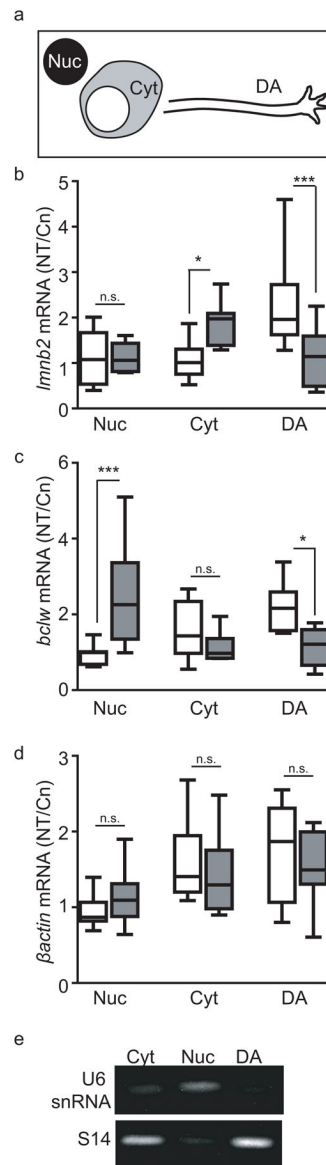 a
Nuc
Cyt
DA
b
lmnb2 mRNA (NT/Cn)
5
4
3
2
1
0
n.s.
*
***
Nuc Cyt DA
c
bclw mRNA (NT/Cn)
6
4
2
0
***
n.s.
*
Nuc Cyt DA
d
βactin mRNA (NT/Cn)
3
2
1
0
n.s.
n.s.
n.s.
Nuc Cyt DA
e
Cyt Nuc DA
U6
snRNA
S14